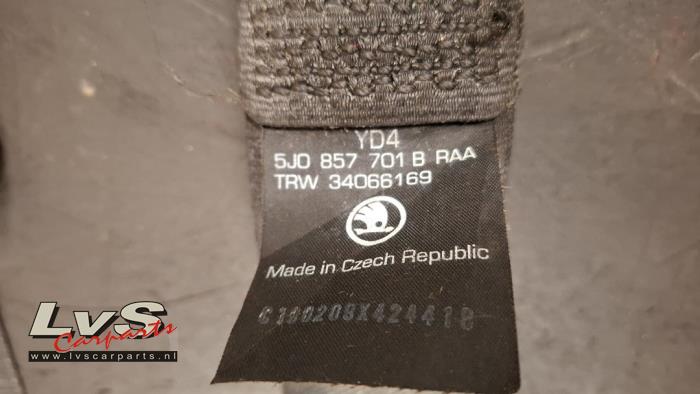 YD4
5J0 857 701 B RAA
TRW 34066169
Made in Czech Republic
LvS
Carparts
www.lvscarparts.nl